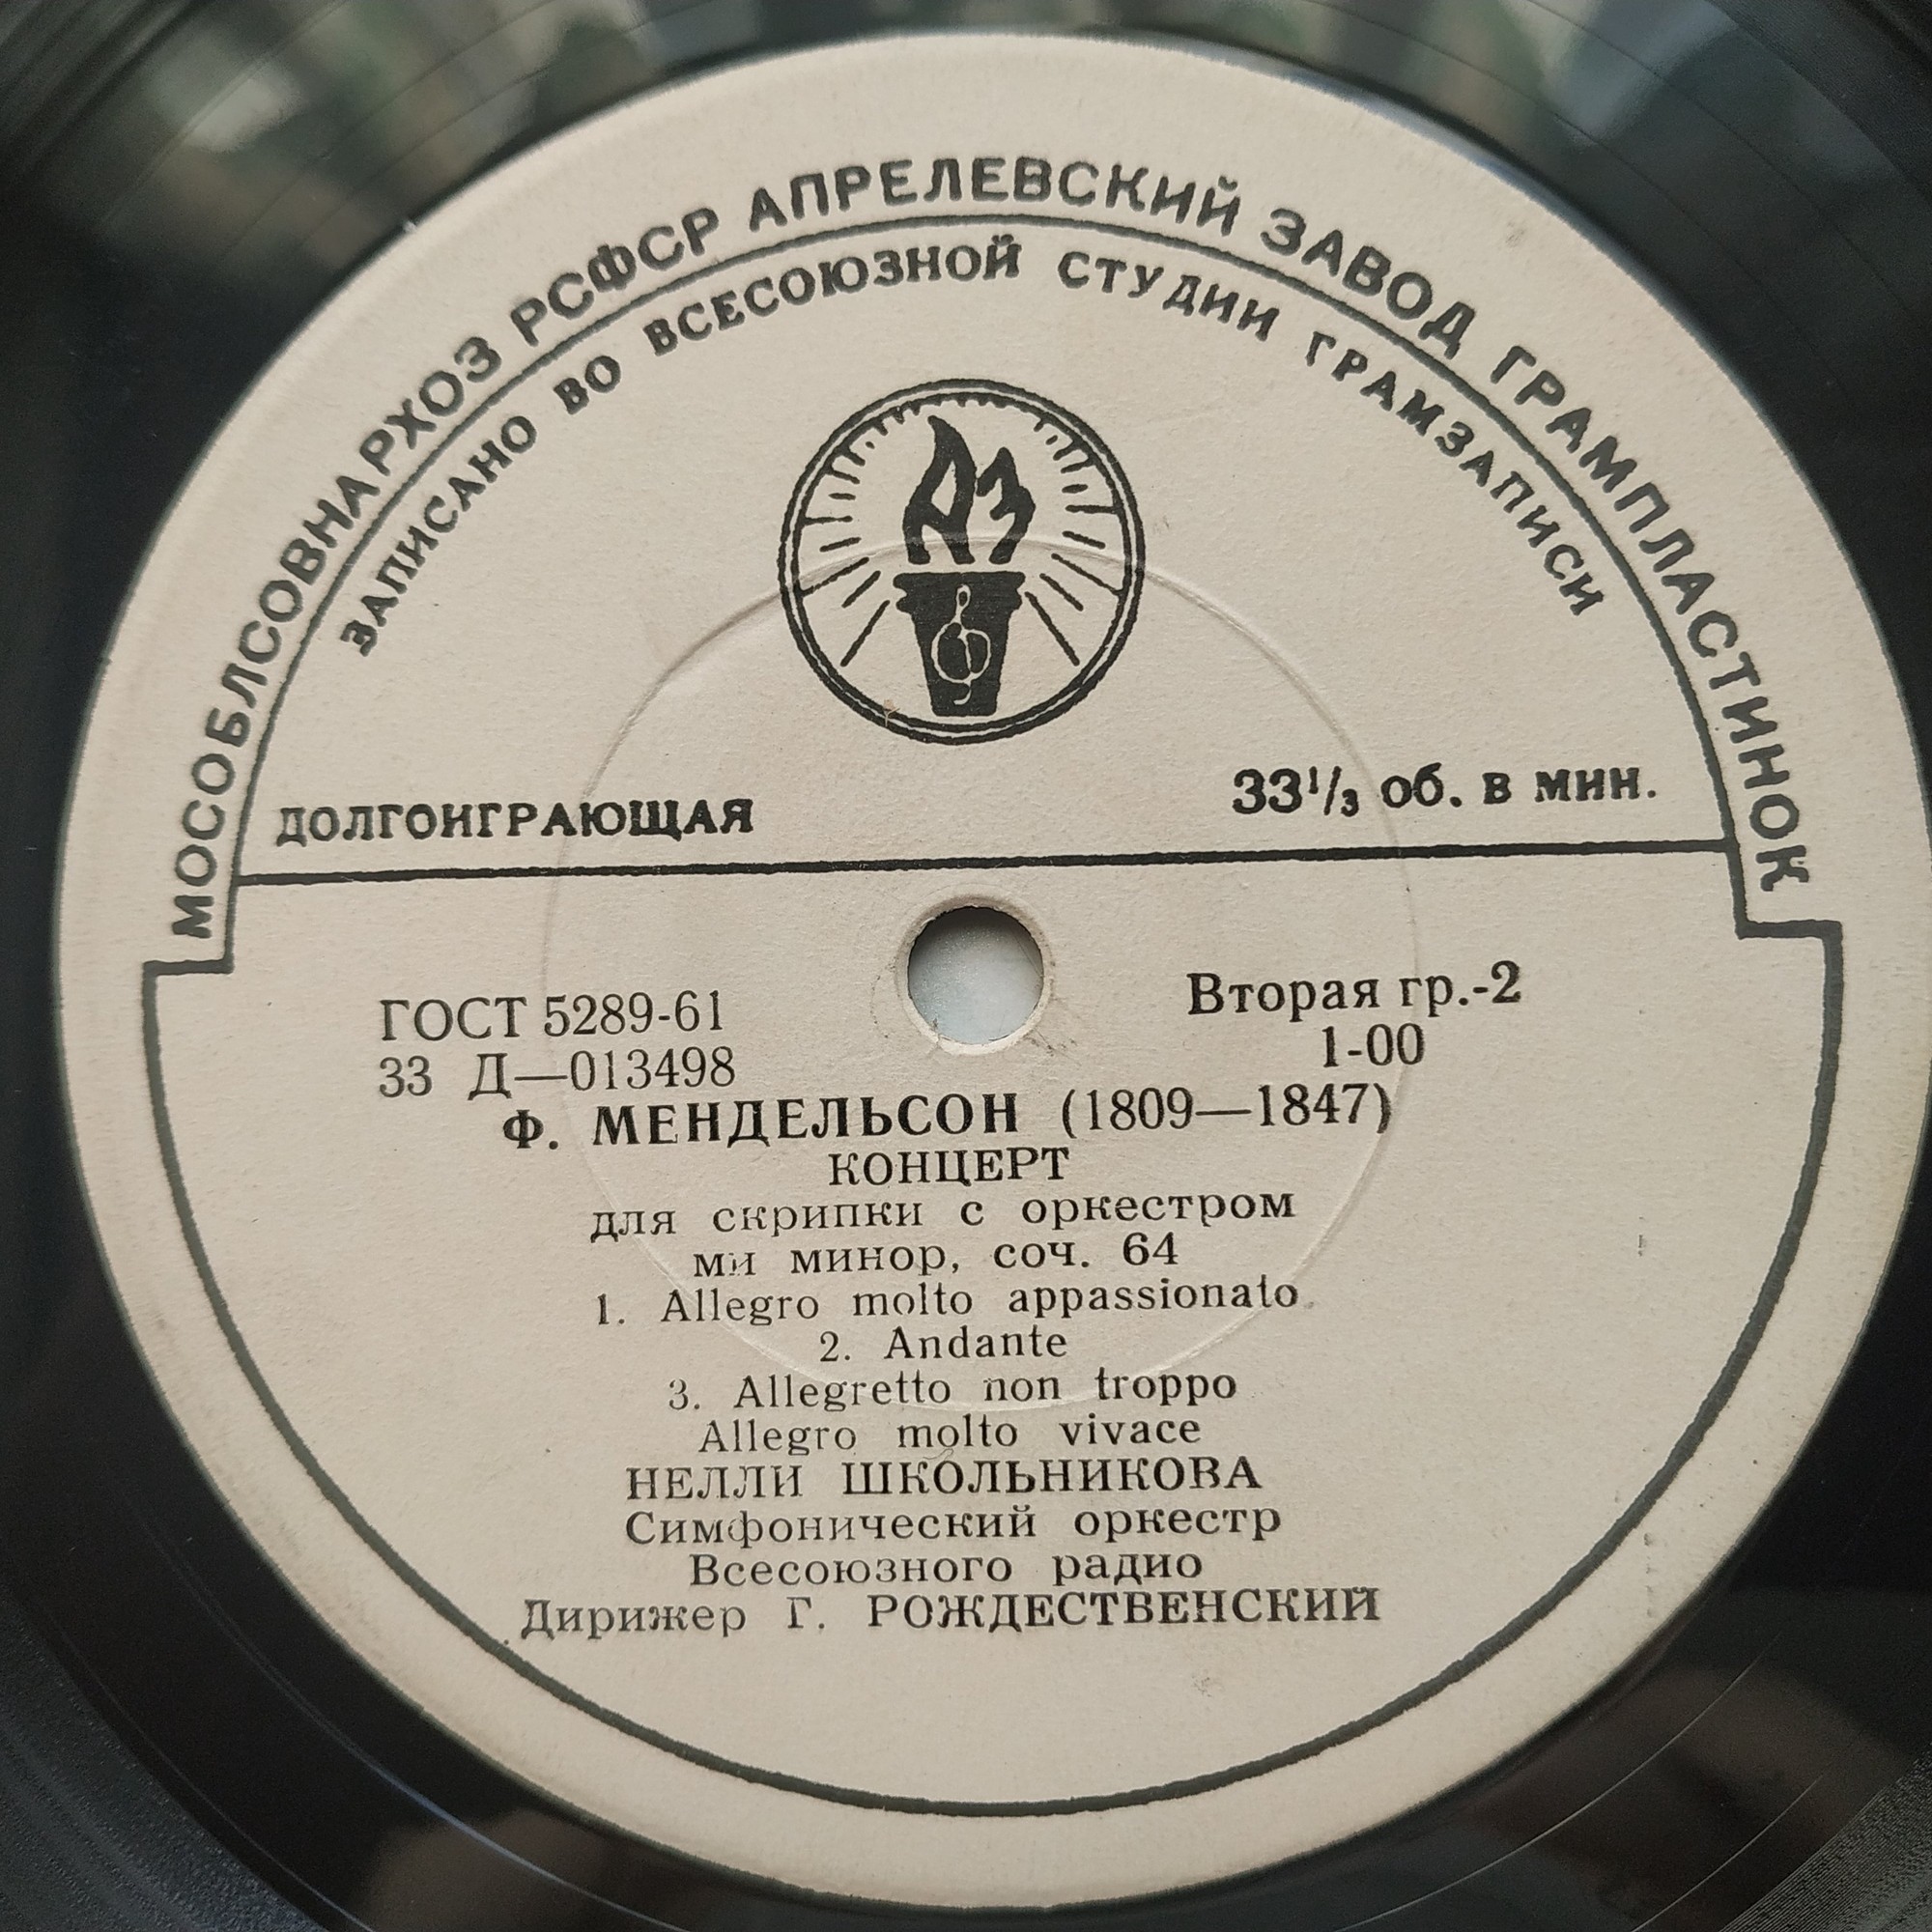 МОСОБЛСОВНАРХОЗ РСФСР АПРЕЛЕВСКИЙ ЗАВОД ГРАМПЛАСТИНОК
ЗАПИСАНО ВО ВСЕСОЮЗНОЙ СТУДИИ ГРАМЗАПИСИ
АЗ
ДОЛГОИГРАЮЩАЯ
33 1/3 об. в мин.
ГОСТ 5289-61
Вторая гр.-2
33 Д—013498
1-00
Ф. МЕНДЕЛЬСОН (1809—1847)
КОНЦЕРТ
для скрипки с оркестром
ми минор, соч. 64
1. Allegro molto appassionato
2. Andante
3. Allegretto non troppo
Allegro molto vivace
НЕЛЛИ ШКОЛЬНИКОВА
Симфонический оркестр
Всесоюзного радио
Дирижер Г. РОЖДЕСТВЕНСКИЙ